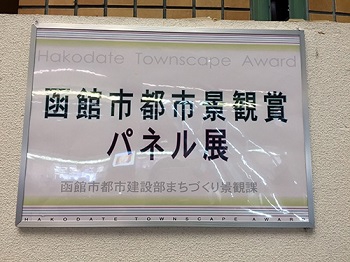 Hakodate Townscape Award
函館市都市景観賞
パネル展
函館市都市建設部まちづくり景観課
HAKODATE TOWNSCAPE AWARD